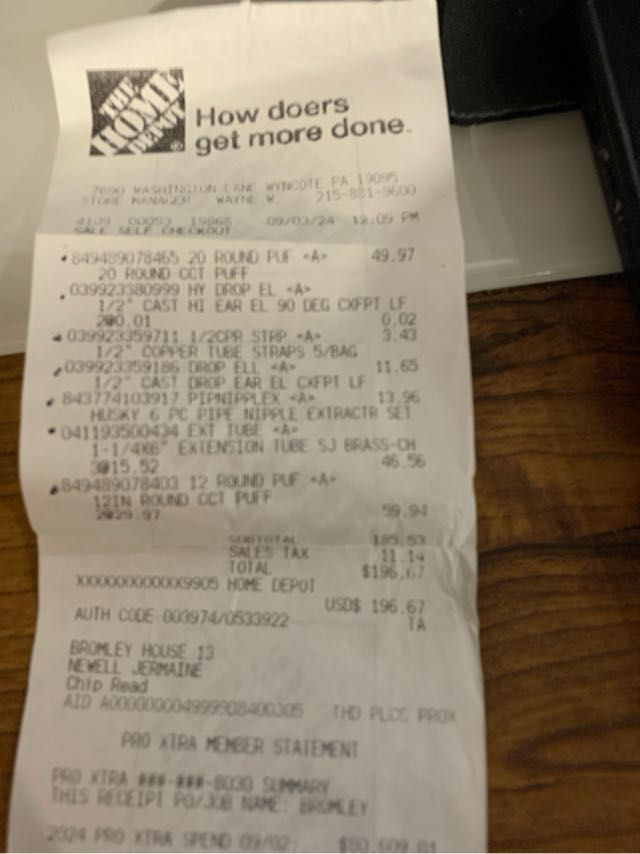 THE
HOME
DEPOT
How doers
get more done.
7690 WASHINGTON LANE WYNCOTE PA 19095
STORE MANAGER WAYNE W. 215-881-9600
4109 00053 19868 09/03/24 12:09 PM
SALE SELF CHECKOUT
849489078465 20 ROUND PUF <A> 49.97
20 ROUND CCT PUFF
039923380999 HY DROP EL <A>
1/2" CAST HI EAR EL 90 DEG CXFPT LF
2@0.01 0.02
039923359711 1/2CPR STRP <A> 3.43
1/2" COPPER TUBE STRAPS 5/BAG
039923359186 DROP ELL <A> 11.65
1/2" CAST DROP EAR EL CXFPT LF
843774103917 PIPNIPPLEX <A> 13.96
HUSKY 6 PC PIPE NIPPLE EXTRACTR SET
041193500434 EXT TUBE <A>
1-1/4X6" EXTENSION TUBE SJ BRASS-CH
3@15.52 46.56
849489078403 12 ROUND PUF <A>
12IN ROUND CCT PUFF
2@29.97 59.94
SUBTOTAL 185.53
SALES TAX 11.14
TOTAL $196.67
XXXXXXXXXXXX9905 HOME DEPOT
USD$ 196.67
AUTH CODE 003974/0533922 TA
BROMLEY HOUSE 13
NEWELL JERMAINE
Chip Read
AID A0000000049999D8400305 THD PLCC PROX
PRO XTRA MEMBER STATEMENT
PRO XTRA ###-###-8030 SUMMARY
THIS RECEIPT PO/JOB NAME: BROMLEY
2024 PRO XTRA SPEND 09/02: $80,609.01